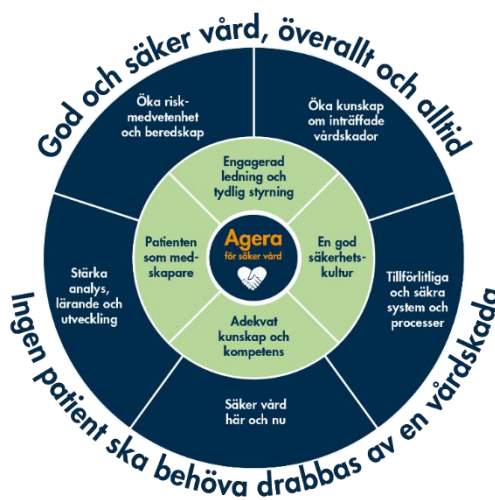 God och säker vård, överallt och alltid
Öka risk-
medvetenhet
och beredskap
Öka kunskap
om inträffade
vårdskador
Engagerad
ledning och
tydlig styrning
Patienten
som med-
skapare
Agera
för säker vård
En god
säkerhets-
kultur
Stärka
analys,
lärande och
utveckling
Tillförlitliga
och säkra
system och
processer
Adekvat
kunskap och
kompetens
Säker vård
här och nu
Ingen patient ska behöva drabbas av en vårdskada